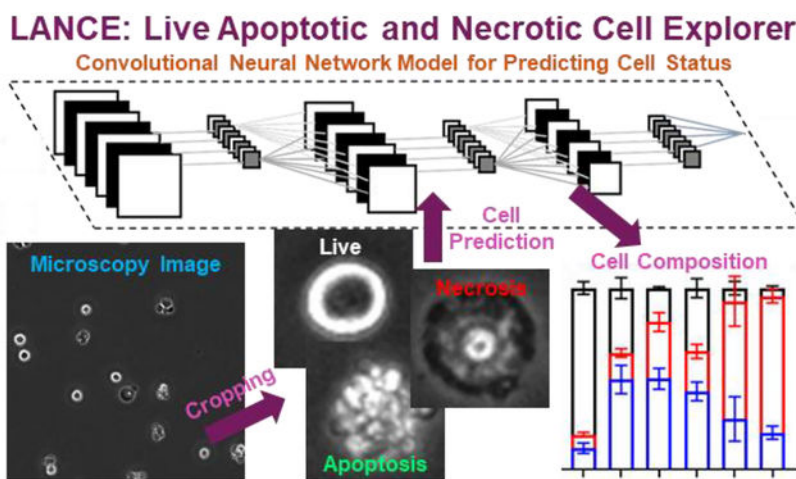 LANCE: Live Apoptotic and Necrotic Cell Explorer
Convolutional Neural Network Model for Predicting Cell Status
Cell
Prediction
Microscopy Image
Live
Necrosis
Cell Composition
Cropping
Apoptosis